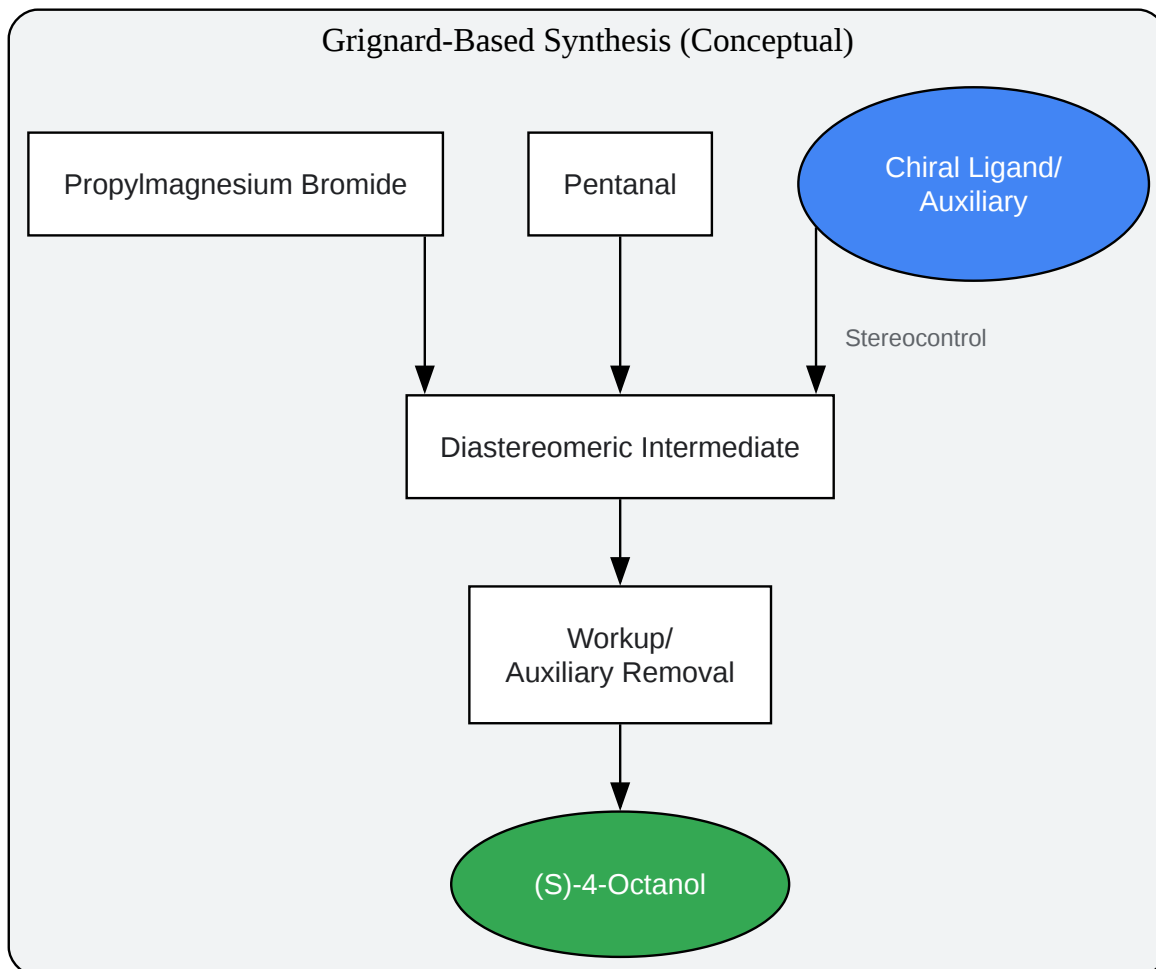 Grignard-Based Synthesis (Conceptual)
Propylmagnesium Bromide
Pentanal
Chiral Ligand/
Auxiliary
Stereocontrol
Diastereomeric Intermediate
Workup/
Auxiliary Removal
(S)-4-Octanol